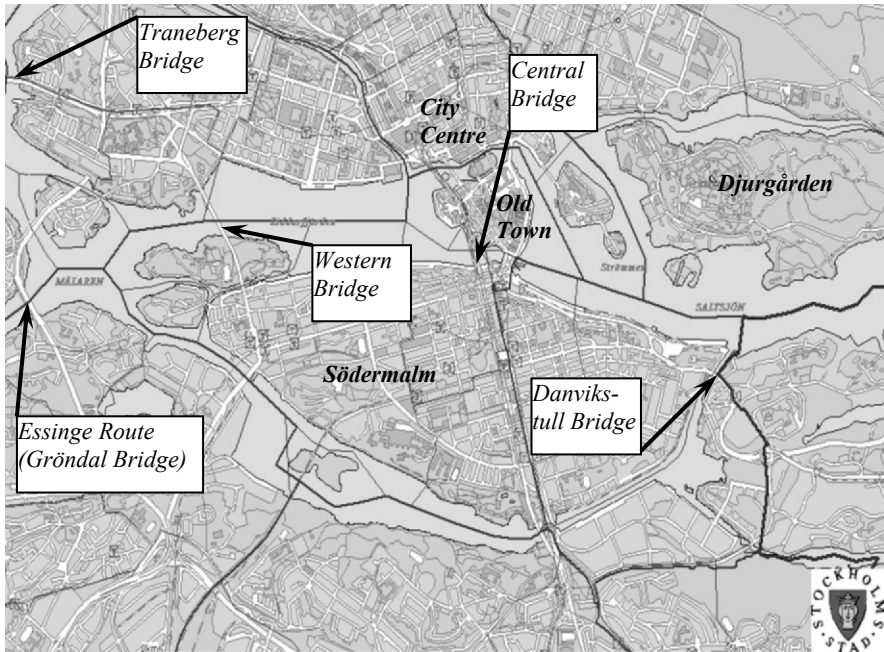 Traneberg
Bridge
City
Centre
Central
Bridge
Djurgården
Old
Town
Western
Bridge
Strömmen
MÄLAREN
SALTSJÖN
Södermalm
Danviks-
tull Bridge
Essinge Route
(Gröndal Bridge)
STOCKHOLMS
STAD